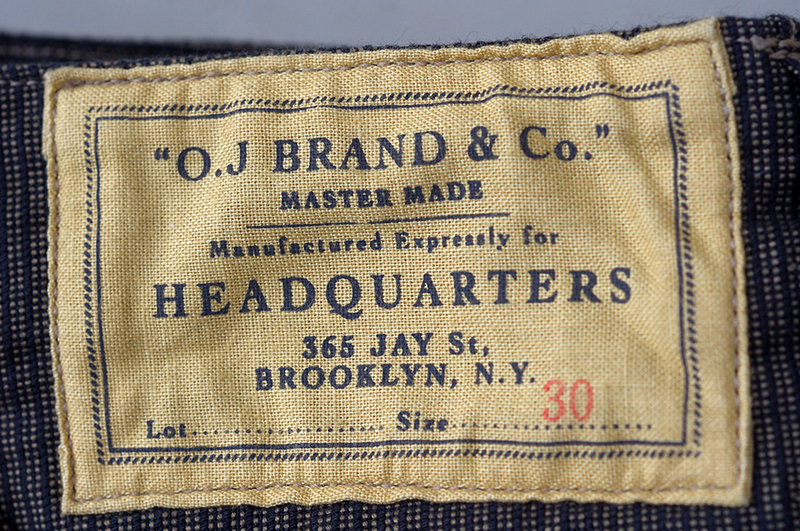 “O.J BRAND & Co.”
MASTER MADE
Manufactured Expressly for
HEADQUARTERS
365 JAY St,
BROOKLYN, N.Y.
Lot.................... Size....30....